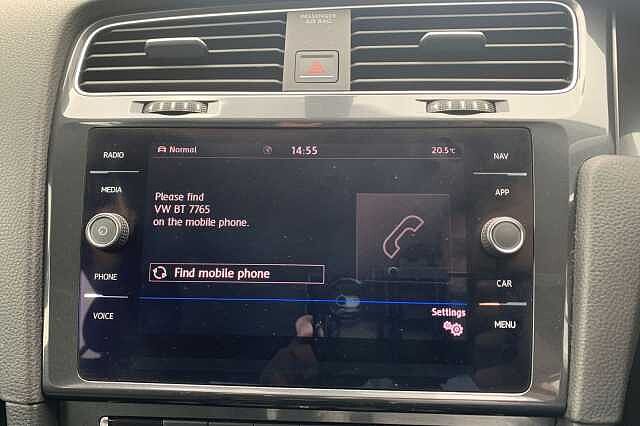 PASSENGER
AIR BAG
RADIO
MEDIA
PHONE
VOICE
Normal
14:55
20.5°C
Please find
VW BT 7765
on the mobile phone.
Find mobile phone
Settings
NAV
APP
CAR
MENU